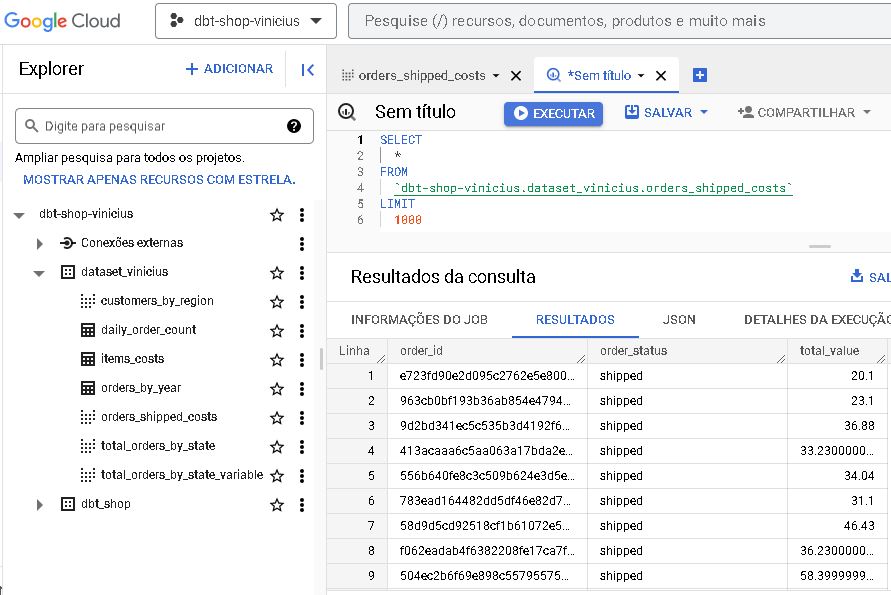 Google Cloud
dbt-shop-vinicius
Pesquise (/) recursos, documentos, produtos e muito mais
Explorer
+ ADICIONAR
Digite para pesquisar
Ampliar pesquisa para todos os projetos.
MOSTRAR APENAS RECURSOS COM ESTRELA.
dbt-shop-vinicius
Conexões externas
dataset_vinicius
customers_by_region
daily_order_count
items_costs
orders_by_year
orders_shipped_costs
total_orders_by_state
total_orders_by_state_variable
dbt_shop
orders_shipped_costs
*Sem título
Sem título
EXECUTAR
SALVAR
COMPARTILHAR
1 SELECT
2 *
3 FROM
4 `dbt-shop-vinicius.dataset_vinicius.orders_shipped_costs`
5 LIMIT
6 1000
Resultados da consulta
SAL
INFORMAÇÕES DO JOB RESULTADOS JSON DETALHES DA EXECUÇÃO
Linha order_id order_status total_value
1 e723fd90e2d095c2762e5e800... shipped 20.1
2 963cb0bf193b36ab854e4794... shipped 23.1
3 9d2bd341ec5c535b3d4192f6... shipped 36.88
4 413acaaa6c5aa063a17bda2e... shipped 33.2300000...
5 556b640fe8c3c509b624e3d5e... shipped 34.04
6 783ead164482dd5df46e82d7... shipped 31.1
7 58d9d5cd92518cf1b61072e5... shipped 46.43
8 f062eadab4f6382208fe17ca7f... shipped 36.2300000...
9 504ec2b6f69e898c55795575... shipped 58.3999999...